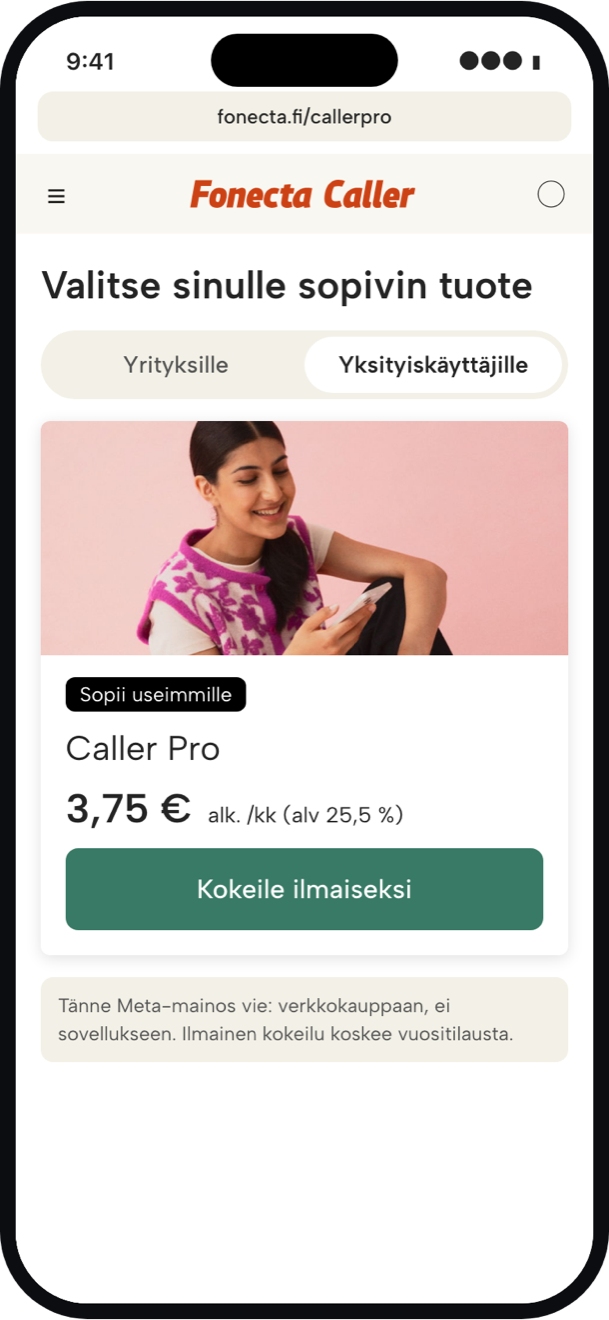 9:41
fonecta.fi/callerpro
Fonecta Caller
Valitse sinulle sopivin tuote
Yrityksille
Yksityiskäyttäjille
Sopii useimmille
Caller Pro
3,75 € alk. /kk (alv 25,5 %)
Kokeile ilmaiseksi
Tänne Meta-mainos vie: verkkokauppaan, ei
sovellukseen. Ilmainen kokeilu koskee vuositilausta.